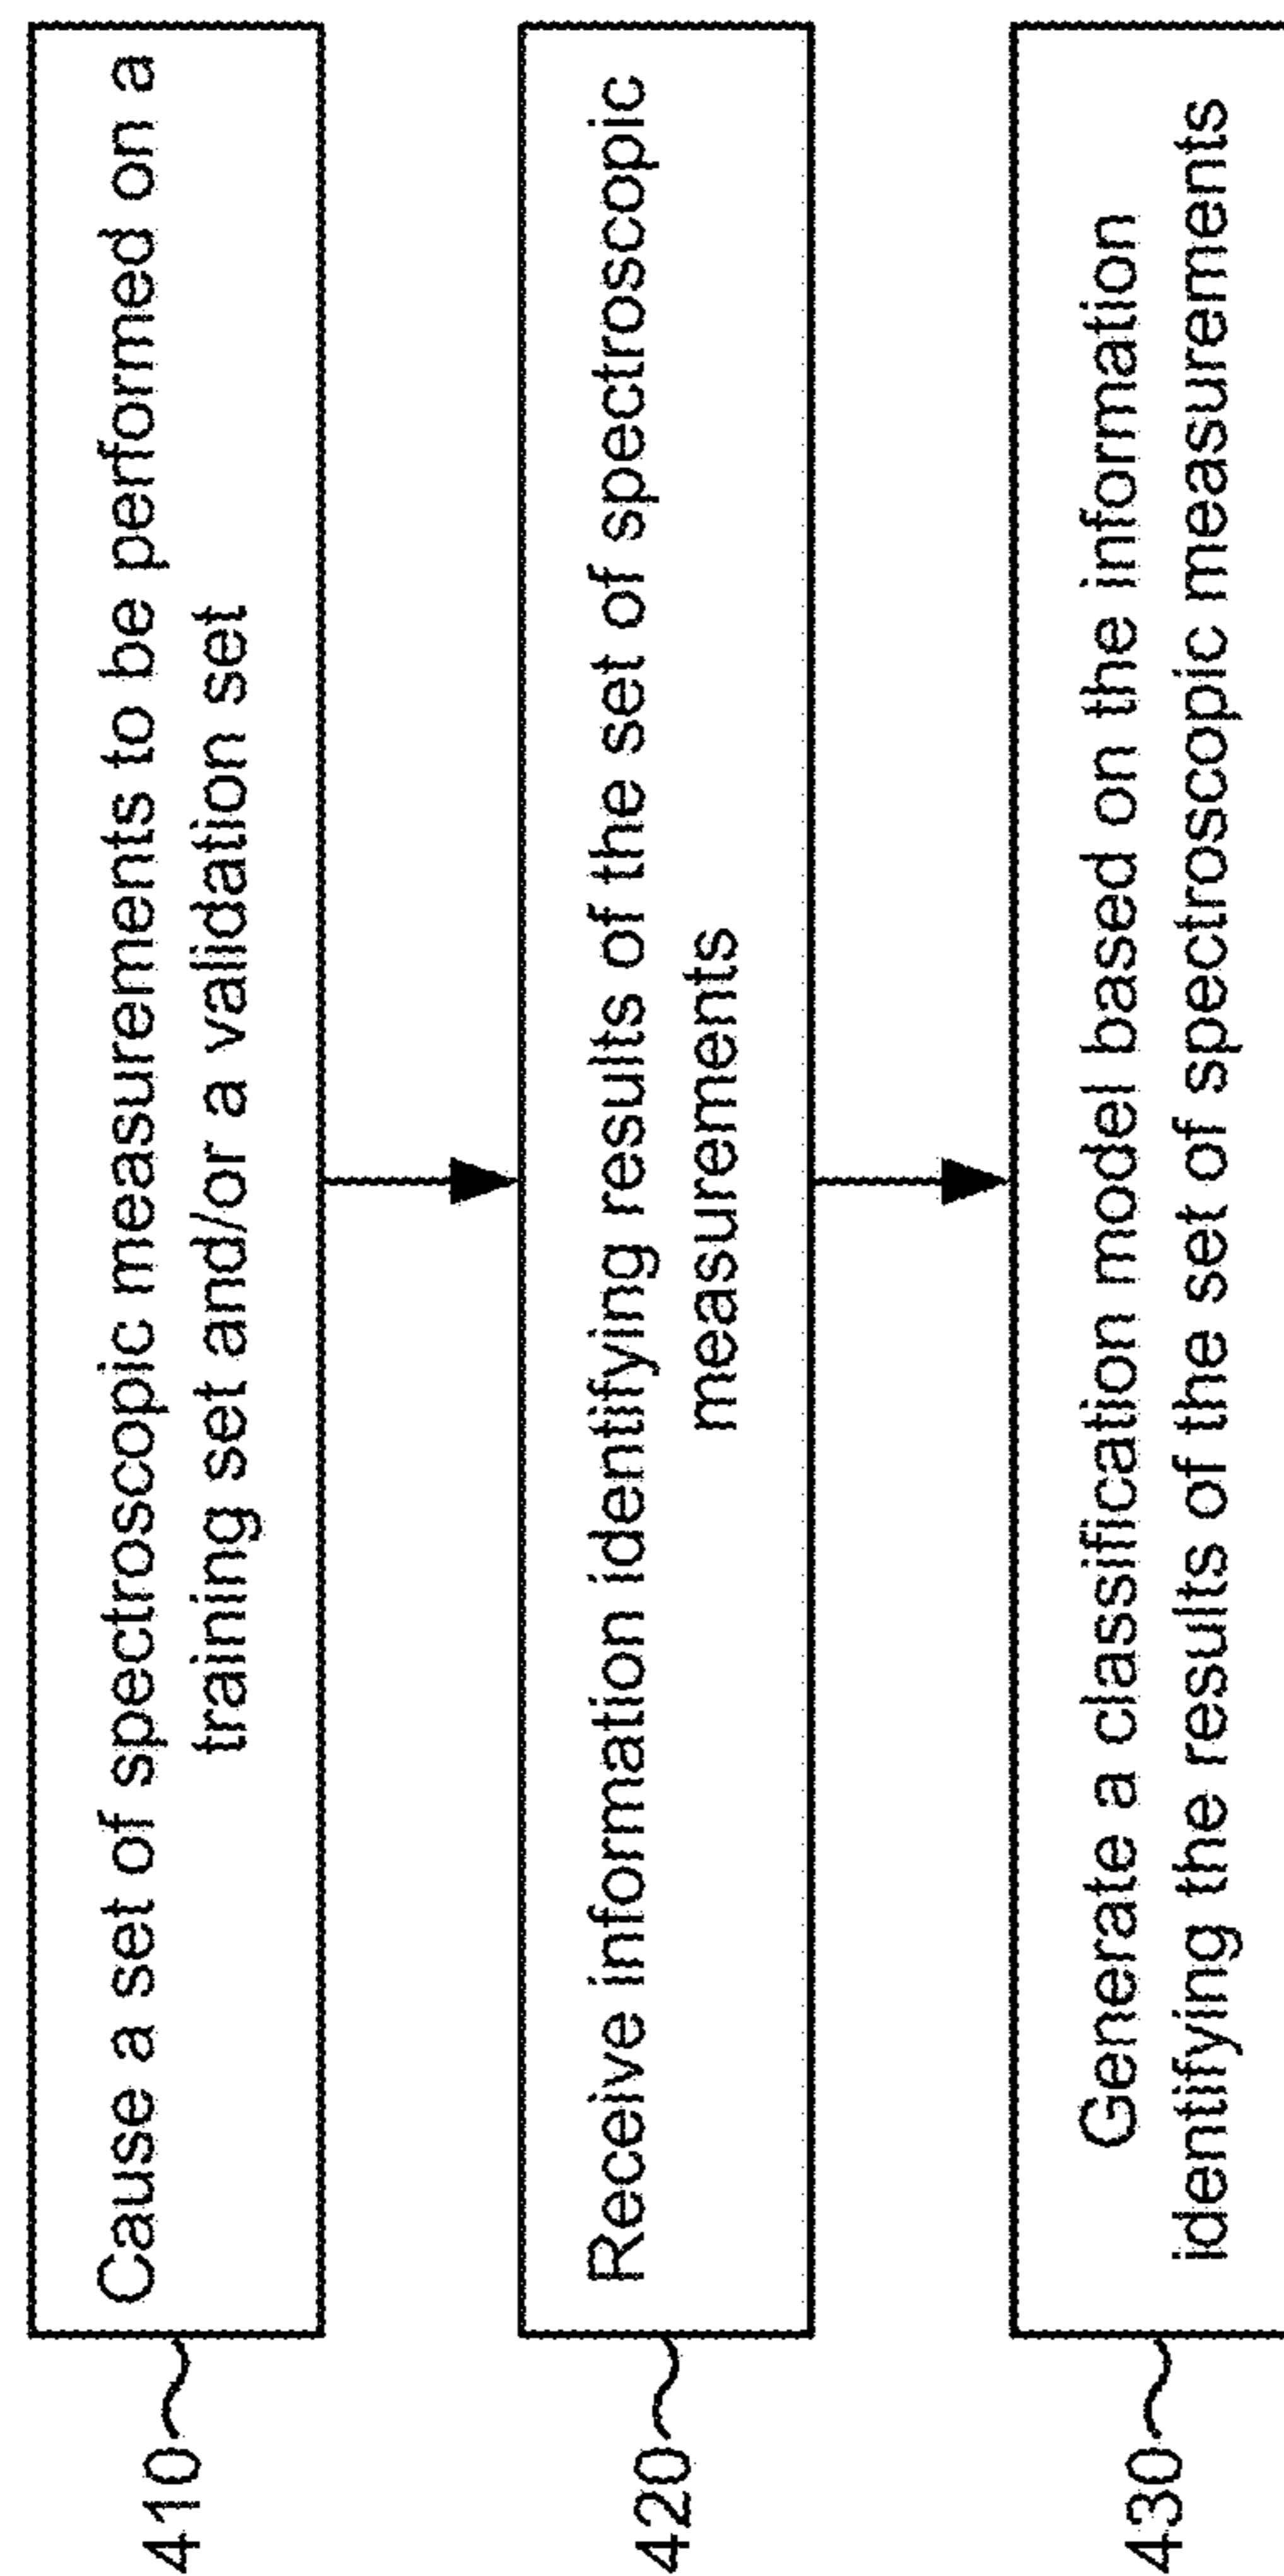 410
Cause a set of spectroscopic measurements to be performed on a
training set and/or a validation set
420
Receive information identifying results of the set of spectroscopic
measurements
430
Generate a classification model based on the information
identifying the results of the set of spectroscopic measurements